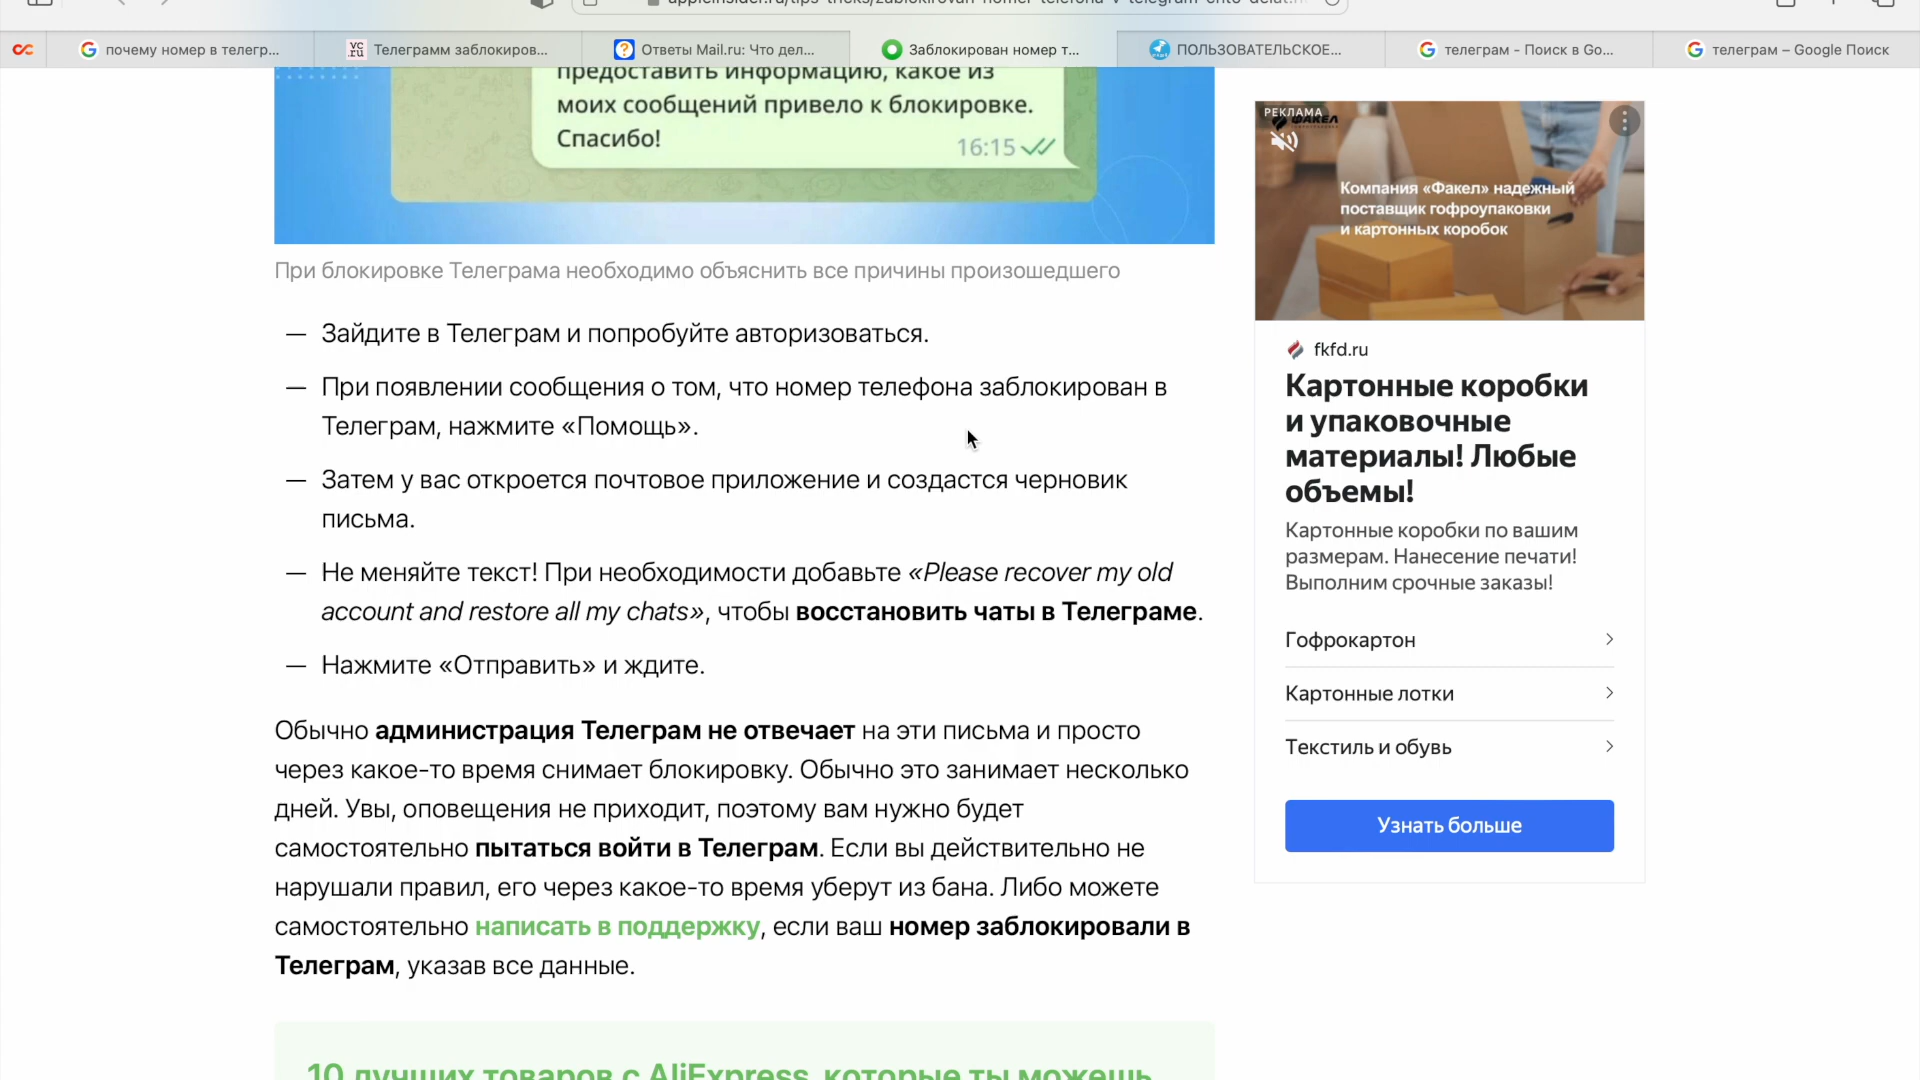 почему номер в телегр...
Телеграмм заблокиров...
Ответы Mail.ru: Что дел...
Заблокирован номер т...
ПОЛЬЗОВАТЕЛЬСКОЕ...
телеграм - Поиск в Go...
телеграм – Google Поиск
предоставить информацию, какое из
моих сообщений привело к блокировке.
Спасибо!
16:15
При блокировке Телеграма необходимо объяснить все причины произошедшего
— Зайдите в Телеграм и попробуйте авторизоваться.
— При появлении сообщения о том, что номер телефона заблокирован в
Телеграм, нажмите «Помощь».
— Затем у вас откроется почтовое приложение и создастся черновик
письма.
— Не меняйте текст! При необходимости добавьте «Please recover my old
account and restore all my chats», чтобы восстановить чаты в Телеграме.
— Нажмите «Отправить» и ждите.
Обычно администрация Телеграм не отвечает на эти письма и просто
через какое-то время снимает блокировку. Обычно это занимает несколько
дней. Увы, оповещения не приходит, поэтому вам нужно будет
самостоятельно пытаться войти в Телеграм. Если вы действительно не
нарушали правил, его через какое-то время уберут из бана. Либо можете
самостоятельно написать в поддержку, если ваш номер заблокировали в
Телеграм, указав все данные.
10 лучших товаров с AliExpress, которые ты можешь
РЕКЛАМА
ФАКЕЛ
Компания «Факел» надежный
поставщик гофроупаковки
и картонных коробок
fkfd.ru
Картонные коробки
и упаковочные
материалы! Любые
объемы!
Картонные коробки по вашим
размерам. Нанесение печати!
Выполним срочные заказы!
Гофрокартон
Картонные лотки
Текстиль и обувь
Узнать больше